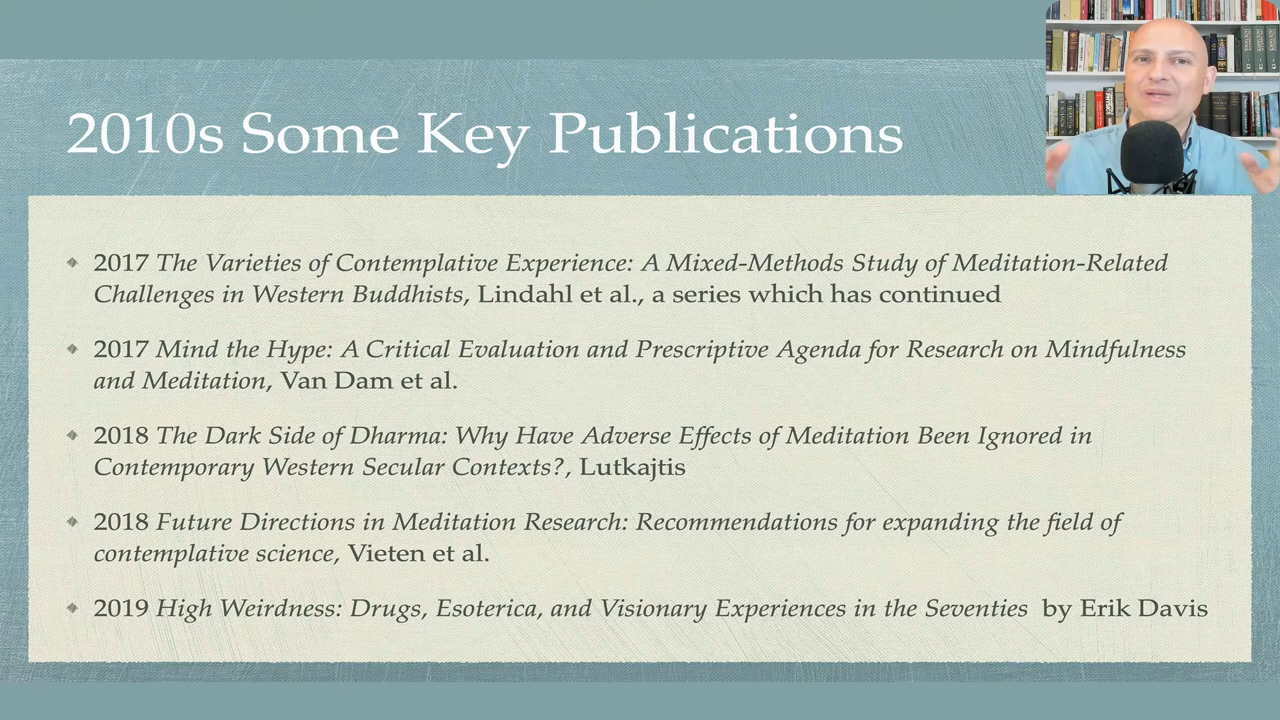 2010s Some Key Publications
2017 The Varieties of Contemplative Experience: A Mixed-Methods Study of Meditation-Related
Challenges in Western Buddhists, Lindahl et al., a series which has continued
2017 Mind the Hype: A Critical Evaluation and Prescriptive Agenda for Research on Mindfulness
and Meditation, Van Dam et al.
2018 The Dark Side of Dharma: Why Have Adverse Effects of Meditation Been Ignored in
Contemporary Western Secular Contexts?, Lutkajtis
2018 Future Directions in Meditation Research: Recommendations for expanding the field of
contemplative science, Vieten et al.
2019 High Weirdness: Drugs, Esoterica, and Visionary Experiences in the Seventies by Erik Davis